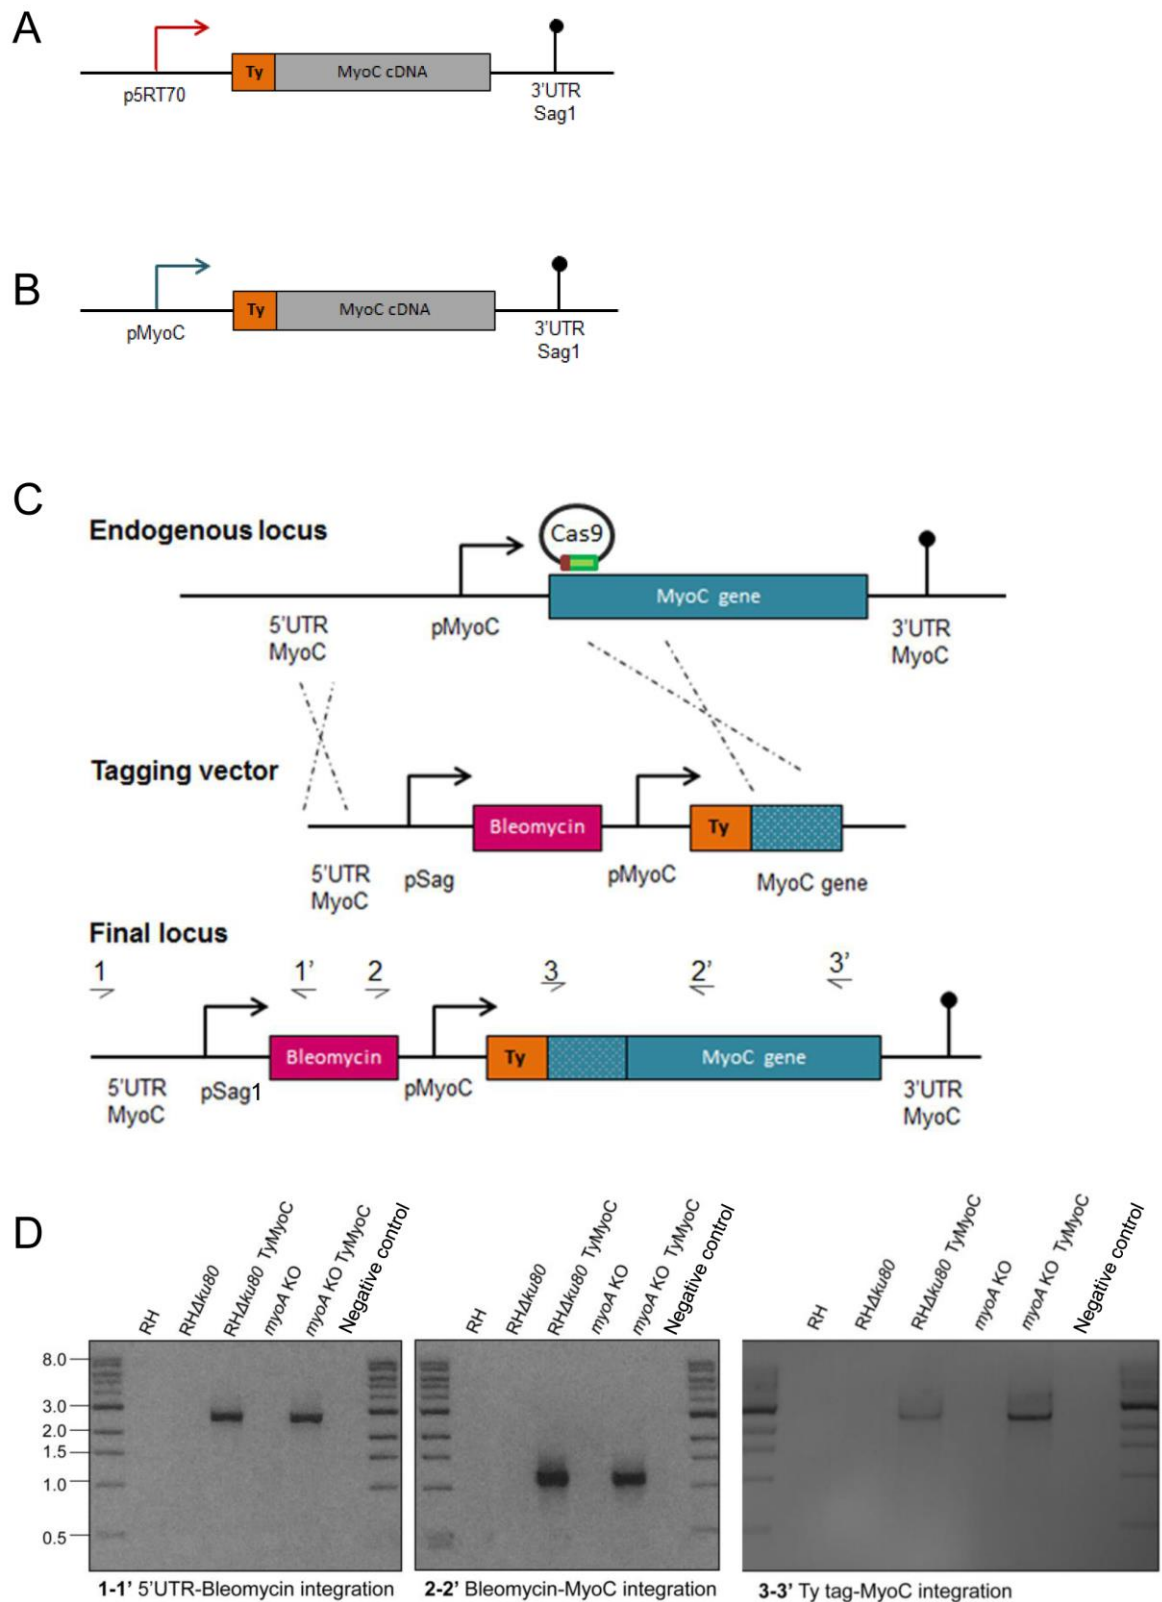 A
Ty
MyoC cDNA
p5RT70
3'UTR
Sag1
B
Ty
MyoC cDNA
pMyoC
3'UTR
Sag1
C
Endogenous locus
Cas9
MyoC gene
5'UTR
MyoC
pMyoC
3'UTR
MyoC
Tagging vector
Bleomycin
Ty
5'UTR
MyoC
pSag
pMyoC
MyoC gene
Final locus
1
1'
2
3
2'
3'
Bleomycin
Ty
MyoC gene
5'UTR
MyoC
pSag1
pMyoC
3'UTR
MyoC
D
RH
RHΔku80
RHΔku80 TyMyoC
myoA KO
myoA KO TyMyoC
Negative control
RH
RHΔku80
RHΔku80 TyMyoC
myoA KO
myoA KO TyMyoC
Negative control
RH
RHΔku80
RHΔku80 TyMyoC
myoA KO
myoA KO TyMyoC
Negative control
8.0
3.0
2.0
1.5
1.0
0.5
1-1' 5'UTR-Bleomycin integration
2-2' Bleomycin-MyoC integration
3-3' Ty tag-MyoC integration